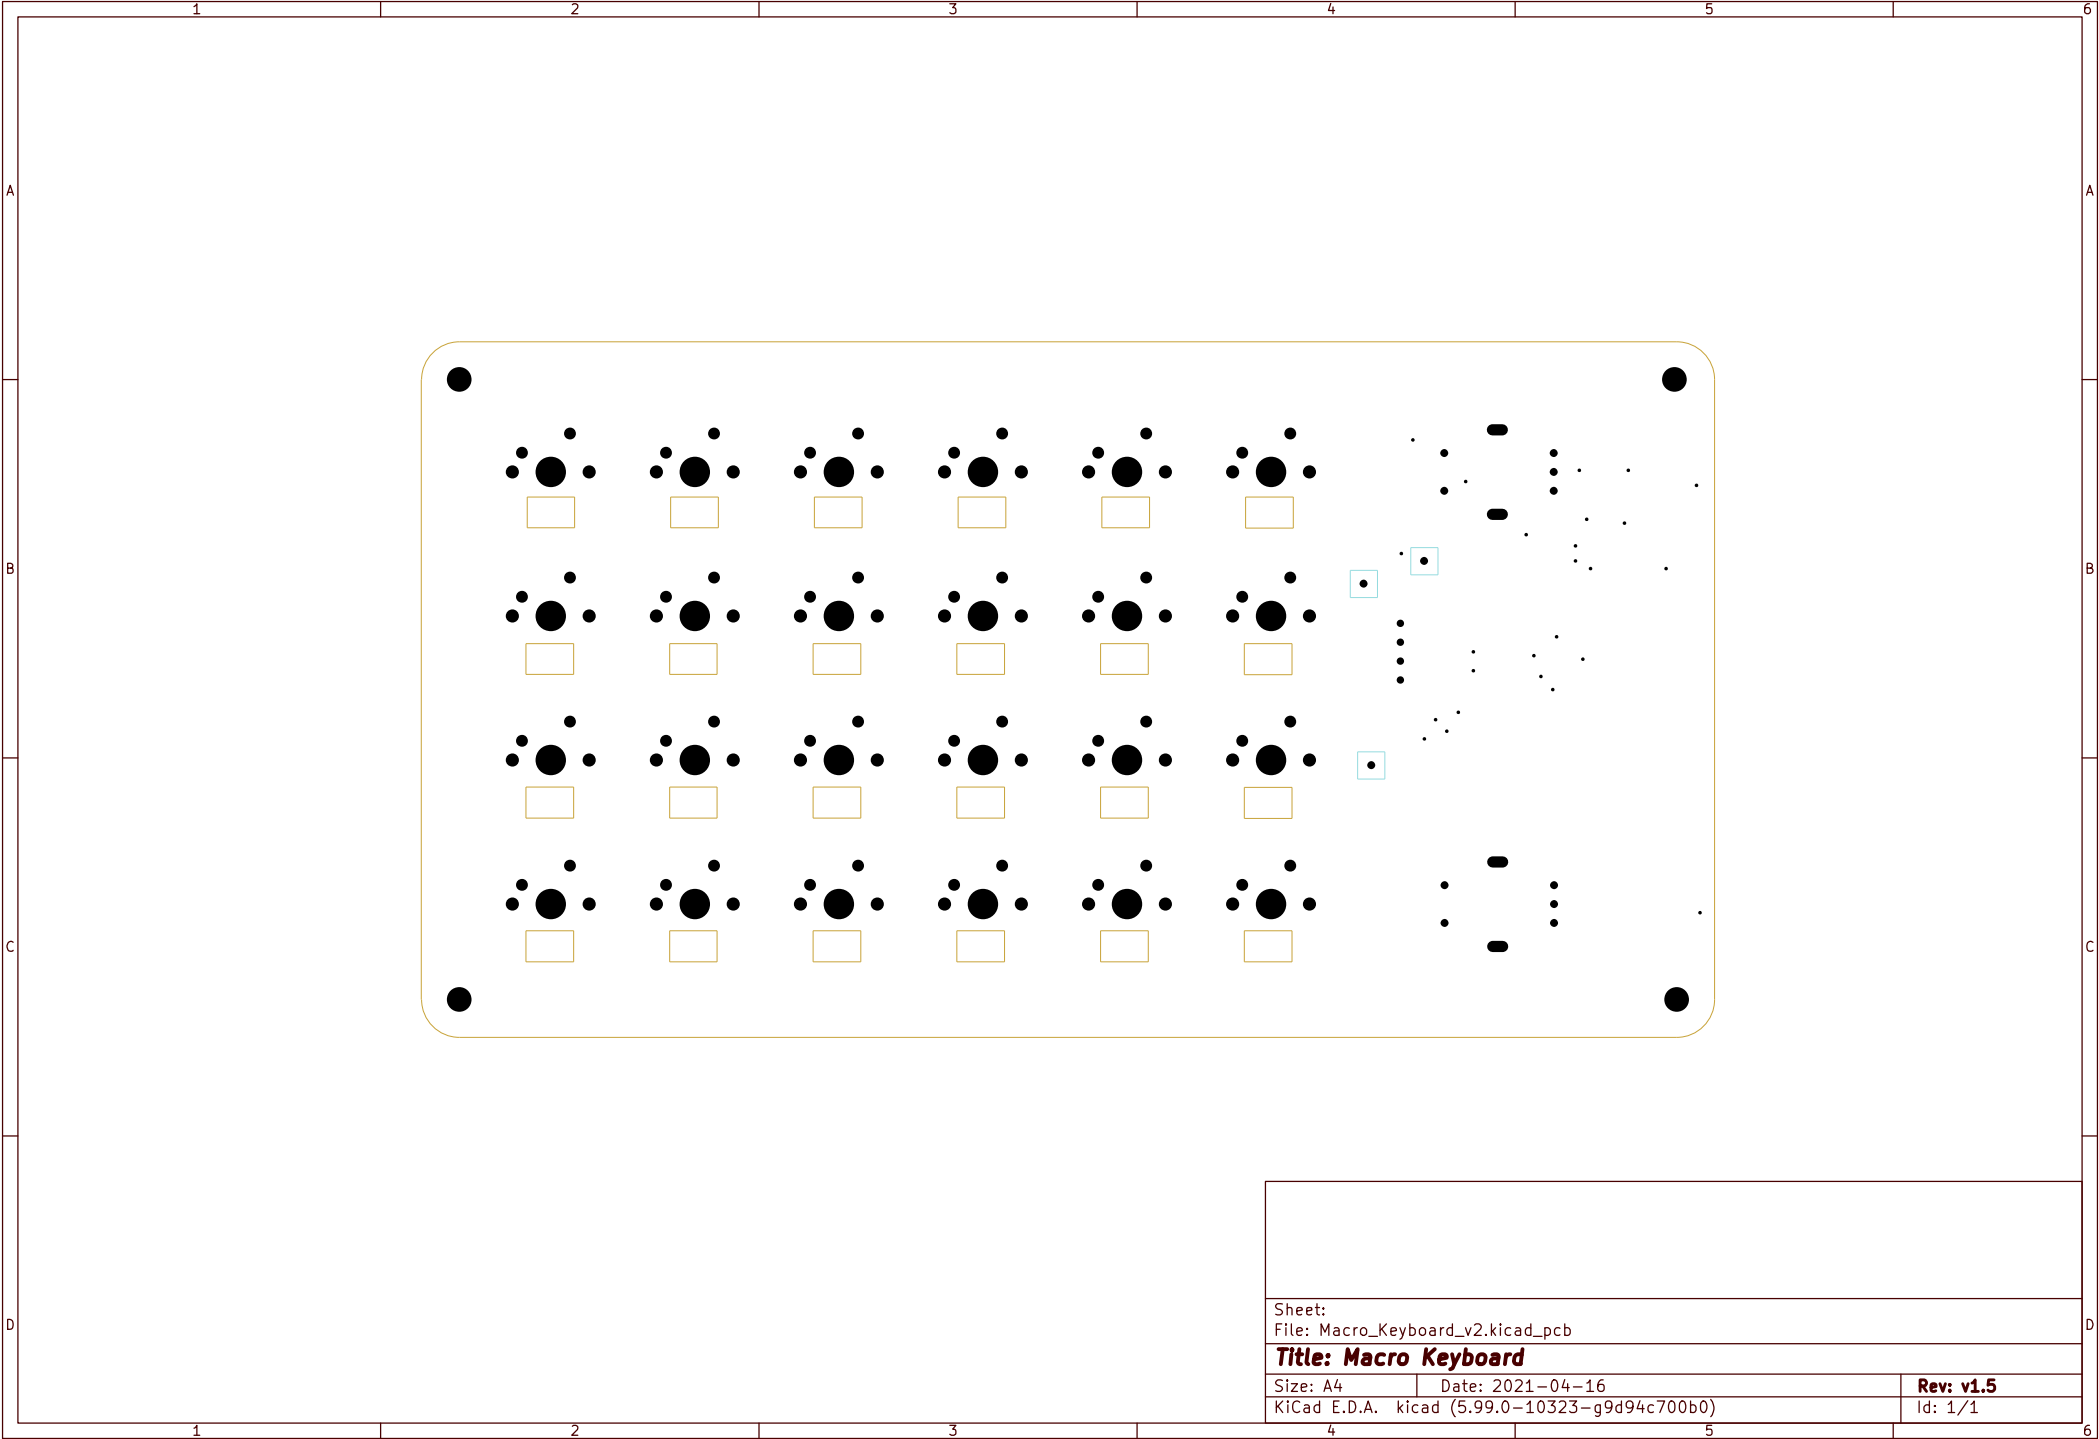 1 2 3 4 5 6
A A
B B
C C
Sheet:
D File: Macro_Keyboard_v2.kicad_pcb D
Title: Macro Keyboard
Size: A4 Date: 2021-04-16 Rev: v1.5
KiCad E.D.A. kicad (5.99.0-10323-g9d94c700b0) Id: 1/1
1 2 3 4 5 6